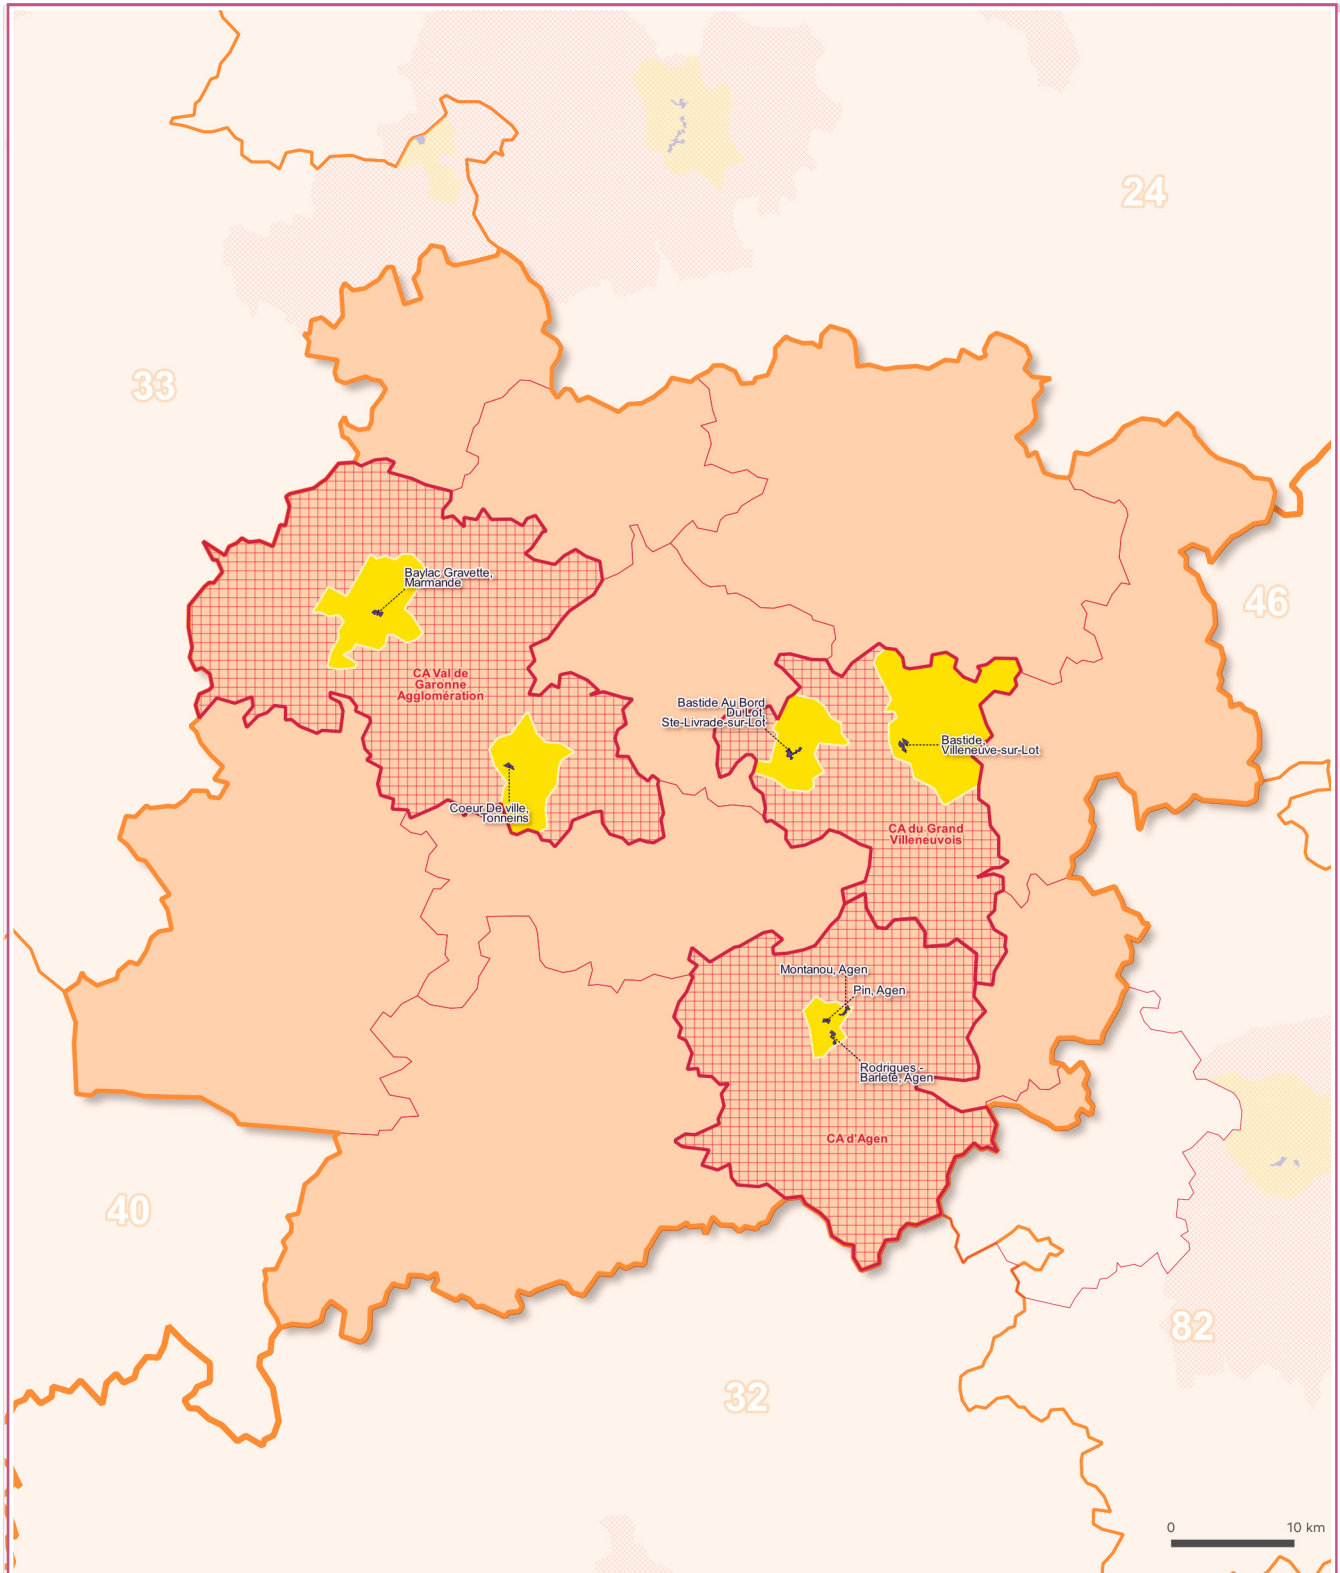 24
33
Baylac Gravette,
Marmande
46
CA Val de
Garonne
Agglomération
Bastide Au Bord
Du Lot,
Ste-Livrade-sur-Lot
Bastide,
Villeneuve-sur-Lot
Coeur De ville,
Tonneins
CA du Grand
Villeneuvois
Montanou, Agen
Pin, Agen
Rodrigues -
Barleté, Agen
CA d'Agen
40
82
32
0 10 km